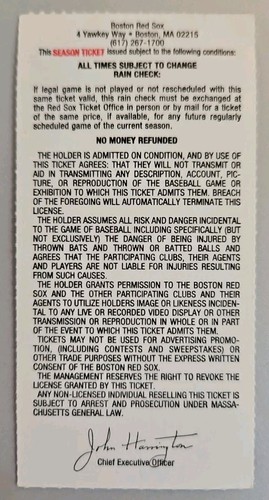 Boston Red Sox
4 Yawkey Way • Boston, MA 02215
(617) 267-1700
This SEASON TICKET issued subject to the following conditions:
ALL TIMES SUBJECT TO CHANGE
RAIN CHECK:
If legal game is not played or not rescheduled with this
same ticket valid, this rain check must be exchanged at
the Red Sox Ticket Office in person or by mail for a ticket
of the same price, if available, for any future regularly
scheduled game of the current season.
NO MONEY REFUNDED
THE HOLDER IS ADMITTED ON CONDITION, AND BY USE OF
THIS TICKET AGREES: THAT THEY WILL NOT TRANSMIT OR
AID IN TRANSMITTING ANY DESCRIPTION, ACCOUNT, PIC-
TURE, OR REPRODUCTION OF THE BASEBALL GAME OR
EXHIBITION TO WHICH THIS TICKET ADMITS THEM. BREACH
OF THE FOREGOING WILL AUTOMATICALLY TERMINATE THIS
LICENSE.
THE HOLDER ASSUMES ALL RISK AND DANGER INCIDENTAL
TO THE GAME OF BASEBALL INCLUDING SPECIFICALLY (BUT
NOT EXCLUSIVELY) THE DANGER OF BEING INJURED BY
THROWN BATS AND THROWN OR BATTED BALLS AND
AGREES THAT THE PARTICIPATING CLUBS, THEIR AGENTS
AND PLAYERS ARE NOT LIABLE FOR INJURIES RESULTING
FROM SUCH CAUSES.
THE HOLDER GRANTS PERMISSION TO THE BOSTON RED
SOX AND THE OTHER PARTICIPATING CLUBS AND THEIR
AGENTS TO UTILIZE HOLDERS IMAGE OR LIKENESS INCIDEN-
TAL TO ANY LIVE OR RECORDED VIDEO DISPLAY OR OTHER
TRANSMISSION OR REPRODUCTION IN WHOLE OR IN PART
OF THE EVENT TO WHICH THIS TICKET ADMITS THEM.
TICKETS MAY NOT BE USED FOR ADVERTISING PROMO-
TION, (INCLUDING CONTESTS AND SWEEPSTAKES) OR
OTHER TRADE PURPOSES WITHOUT THE EXPRESS WRITTEN
CONSENT OF THE BOSTON RED SOX.
THE MANAGEMENT RESERVES THE RIGHT TO REVOKE THE
LICENSE GRANTED BY THIS TICKET.
ANY NON-LICENSED INDIVIDUAL RESELLING THIS TICKET IS
SUBJECT TO ARREST AND PROSECUTION UNDER MASSA-
CHUSETTS GENERAL LAW.
John Harrington
Chief Executive Officer